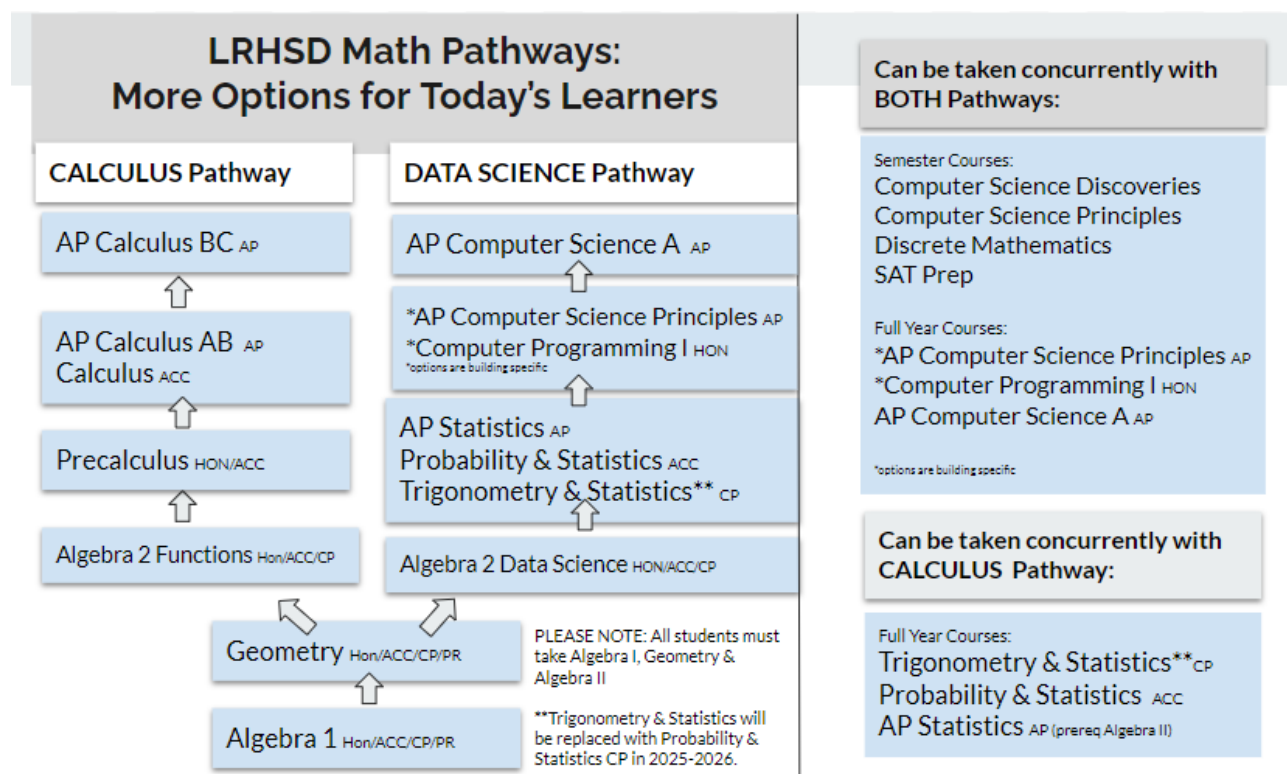 LRHSD Math Pathways:
More Options for Today's Learners
CALCULUS Pathway
AP Calculus BC AP
AP Calculus AB AP
Calculus ACC
Precalculus HON/ACC
Algebra 2 Functions Hon/ACC/CP
DATA SCIENCE Pathway
AP Computer Science A AP
*AP Computer Science Principles AP
*Computer Programming I HON
*options are building specific
AP Statistics AP
Probability & Statistics ACC
Trigonometry & Statistics** CP
Algebra 2 Data Science HON/ACC/CP
Geometry Hon/ACC/CP/PR
Algebra 1 Hon/ACC/CP/PR
PLEASE NOTE: All students must
take Algebra I, Geometry &
Algebra II
**Trigonometry & Statistics will
be replaced with Probability &
Statistics CP in 2025-2026.
Can be taken concurrently with
BOTH Pathways:
Semester Courses:
Computer Science Discoveries
Computer Science Principles
Discrete Mathematics
SAT Prep
Full Year Courses:
*AP Computer Science Principles AP
*Computer Programming I HON
AP Computer Science A AP
*options are building specific
Can be taken concurrently with
CALCULUS Pathway:
Full Year Courses:
Trigonometry & Statistics**CP
Probability & Statistics ACC
AP Statistics AP (prereq Algebra II)